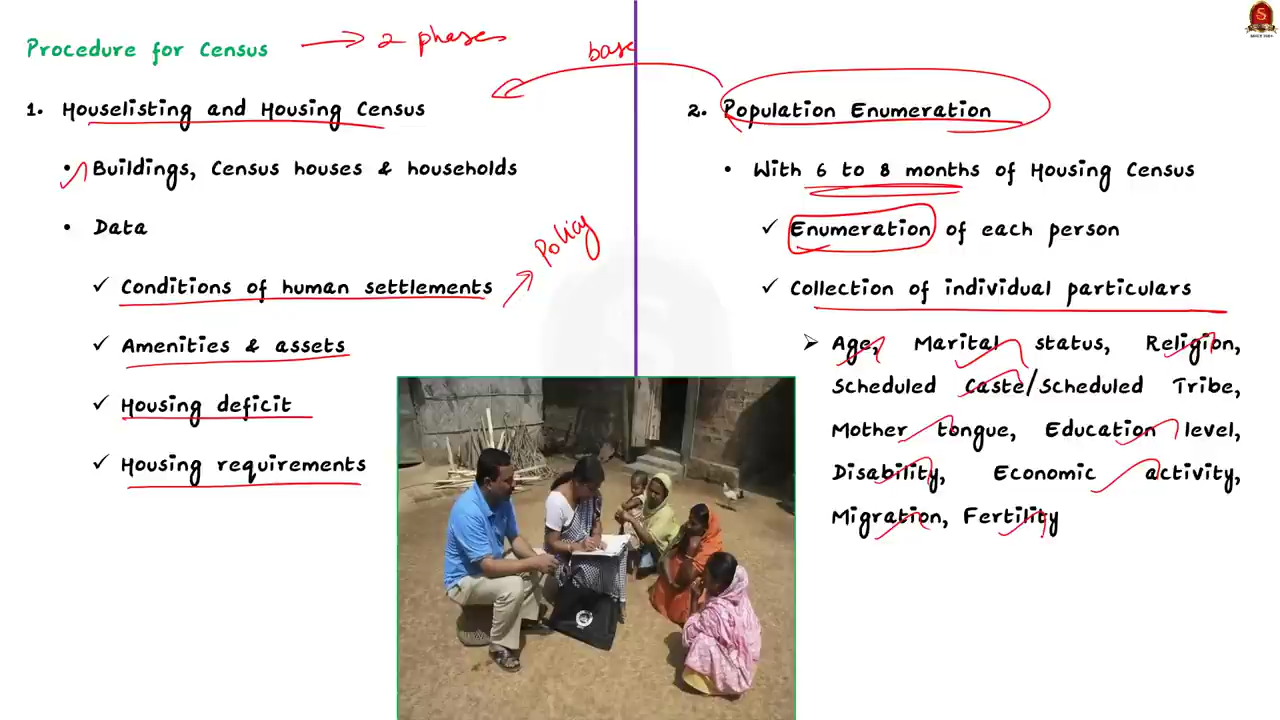 Procedure for Census → 2 phases
base
1. Houselisting and Housing Census
• Buildings, Census houses & households
• Data
Policy
✓ Conditions of human settlements
✓ Amenities & assets
✓ Housing deficit
✓ Housing requirements
2. Population Enumeration
• With 6 to 8 months of Housing Census
✓ Enumeration of each person
✓ Collection of individual particulars
➢ Age, Marital status, Religion,
Scheduled Caste/Scheduled Tribe,
Mother tongue, Education level,
Disability, Economic activity,
Migration, Fertility
S